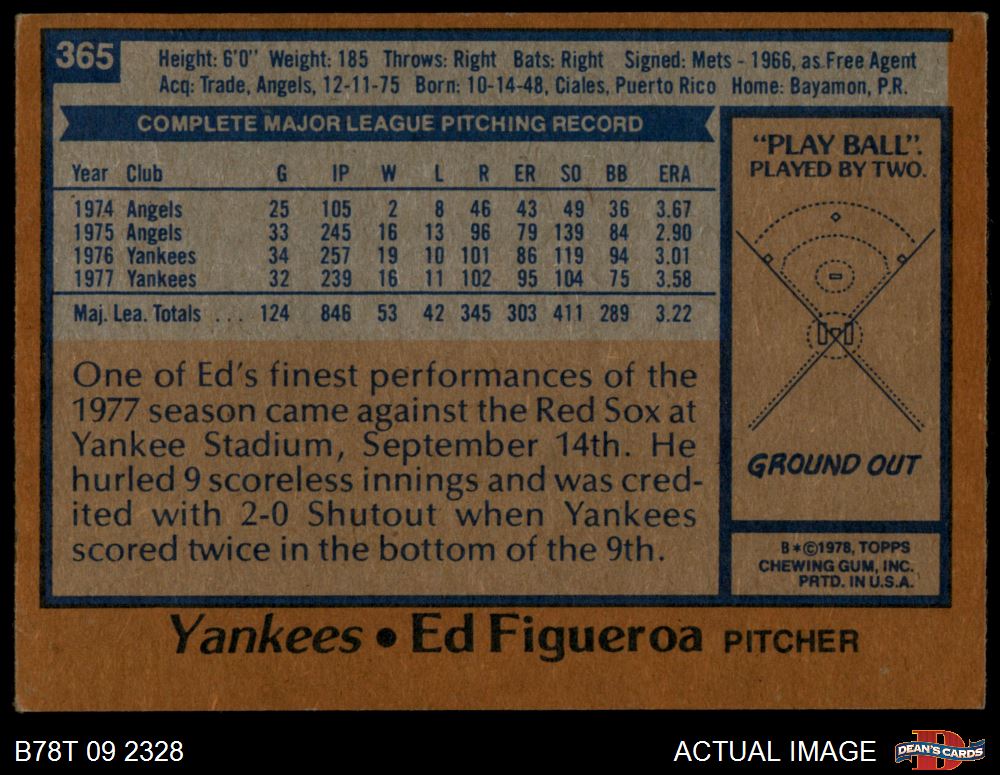 365
Height: 6'0" Weight: 185 Throws: Right Bats: Right Signed: Mets - 1966, as Free Agent
Acq: Trade, Angels, 12-11-75 Born: 10-14-48, Ciales, Puerto Rico Home: Bayamon, P.R.
COMPLETE MAJOR LEAGUE PITCHING RECORD
Year Club G IP W L R ER SO BB ERA
1974 Angels 25 105 2 8 46 43 49 36 3.67
1975 Angels 33 245 16 13 96 79 139 84 2.90
1976 Yankees 34 257 19 10 101 86 119 94 3.01
1977 Yankees 32 239 16 11 102 95 104 75 3.58
Maj. Lea. Totals ... 124 846 53 42 345 303 411 289 3.22
One of Ed's finest performances of the
1977 season came against the Red Sox at
Yankee Stadium, September 14th. He
hurled 9 scoreless innings and was cred-
ited with 2-0 Shutout when Yankees
scored twice in the bottom of the 9th.
"PLAY BALL".
PLAYED BY TWO.
GROUND OUT
B*©1978, TOPPS
CHEWING GUM, INC.
PRTD. IN U.S.A.
Yankees • Ed Figueroa PITCHER
B78T 09 2328
ACTUAL IMAGE
D
DEAN'S CARDS